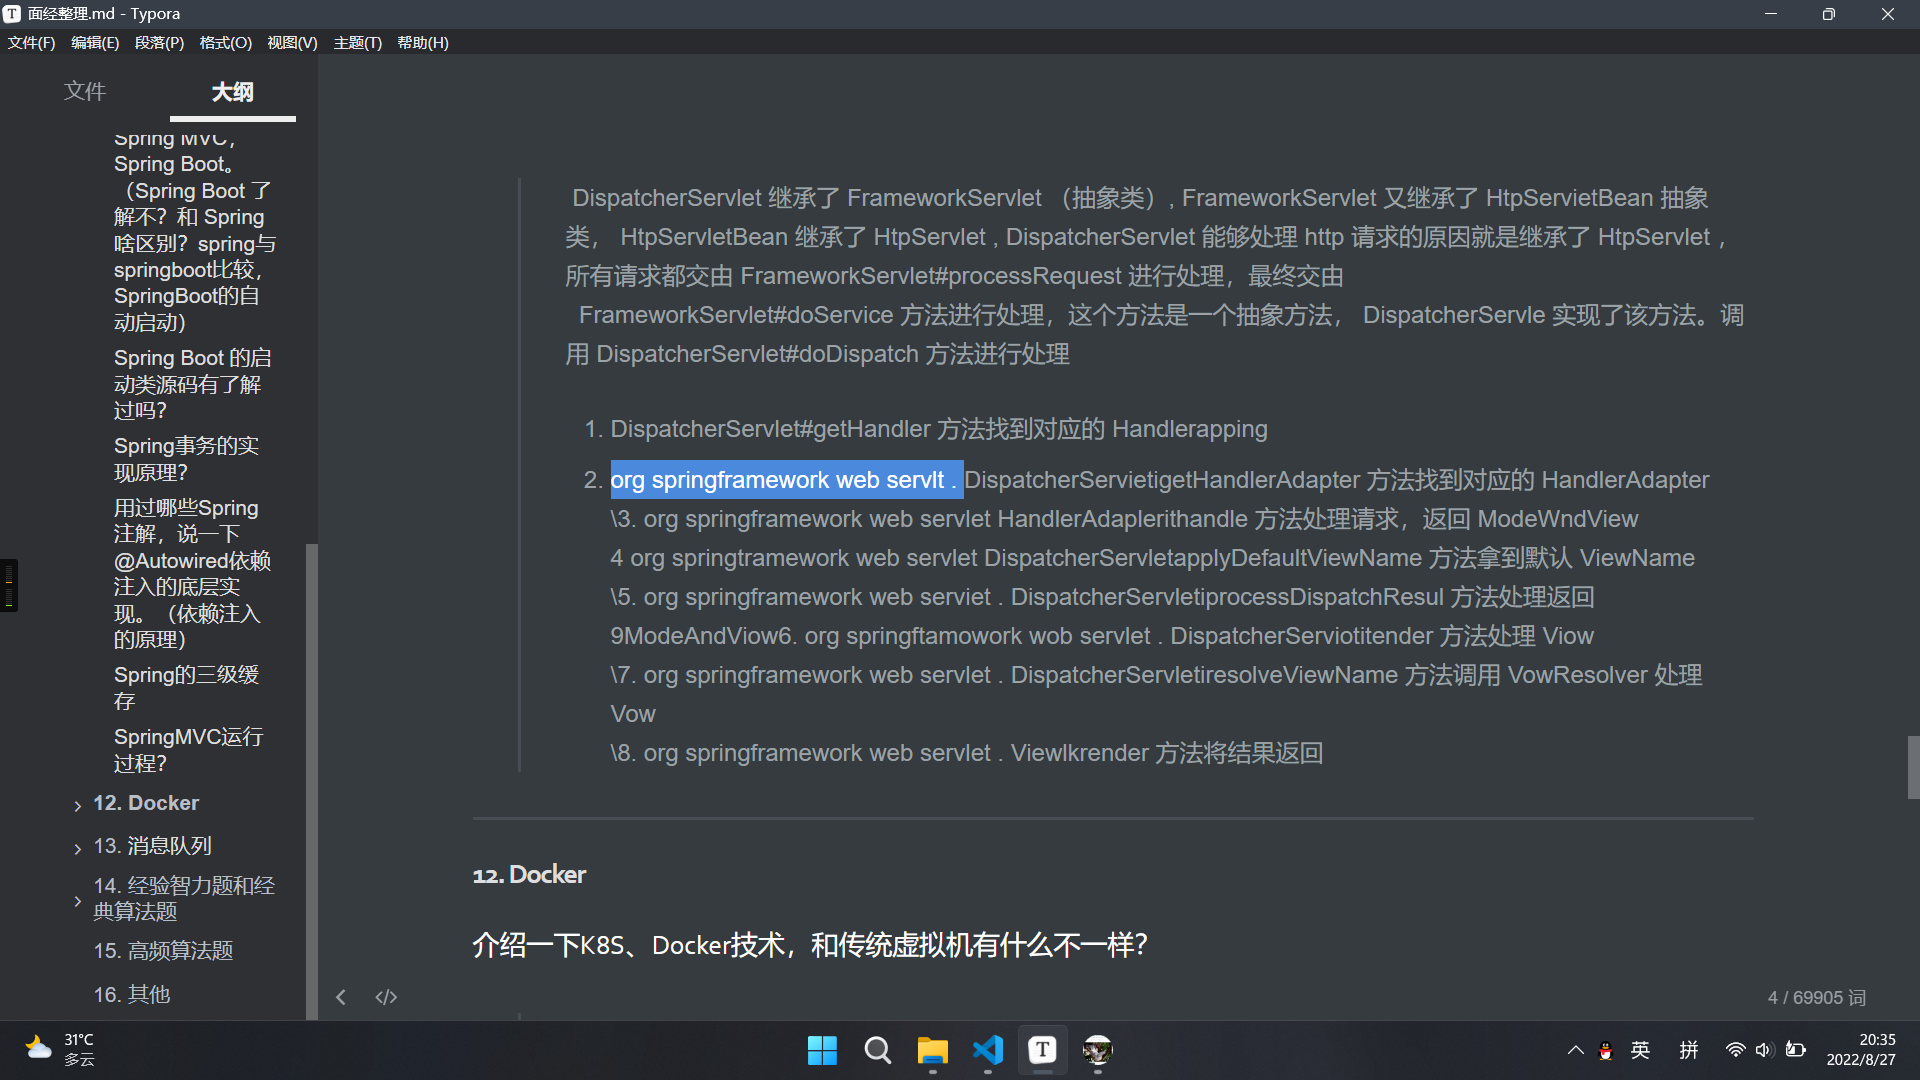 面经整理.md - Typora
文件(F) 编辑(E) 段落(P) 格式(O) 视图(V) 主题(T) 帮助(H)
文件 大纲
Spring MVC，
Spring Boot。
（Spring Boot 了
解不？和 Spring
啥区别？spring与
springboot比较，
SpringBoot的自
动启动）
Spring Boot 的启
动类源码有了解
过吗？
Spring事务的实
现原理？
用过哪些Spring
注解，说一下
@Autowired依赖
注入的底层实
现。（依赖注入
的原理）
Spring的三级缓
存
SpringMVC运行
过程？
12. Docker
13. 消息队列
14. 经验智力题和经
典算法题
15. 高频算法题
16. 其他
DispatcherServlet 继承了 FrameworkServlet （抽象类）, FrameworkServlet 又继承了 HtpServietBean 抽象
类， HtpServletBean 继承了 HtpServlet , DispatcherServlet 能够处理 http 请求的原因就是继承了 HtpServlet ，
所有请求都交由 FrameworkServlet#processRequest 进行处理，最终交由
FrameworkServlet#doService 方法进行处理，这个方法是一个抽象方法， DispatcherServle 实现了该方法。调
用 DispatcherServlet#doDispatch 方法进行处理
1. DispatcherServlet#getHandler 方法找到对应的 Handlerapping
2. org springframework web servlt . DispatcherServietigetHandlerAdapter 方法找到对应的 HandlerAdapter
\3. org springframework web servlet HandlerAdaplerithandle 方法处理请求，返回 ModeWndView
4 org springtramework web servlet DispatcherServletapplyDefaultViewName 方法拿到默认 ViewName
\5. org springframework web serviet . DispatcherServletiprocessDispatchResul 方法处理返回
9ModeAndViow6. org springftamowork wob servlet . DispatcherServiotitender 方法处理 Viow
\7. org springframework web servlet . DispatcherServletiresolveViewName 方法调用 VowResolver 处理
Vow
\8. org springframework web servlet . Viewlkrender 方法将结果返回
12. Docker
介绍一下K8S、Docker技术，和传统虚拟机有什么不一样？
4 / 69905 词
31°C
多云
英 拼
20:35
2022/8/27